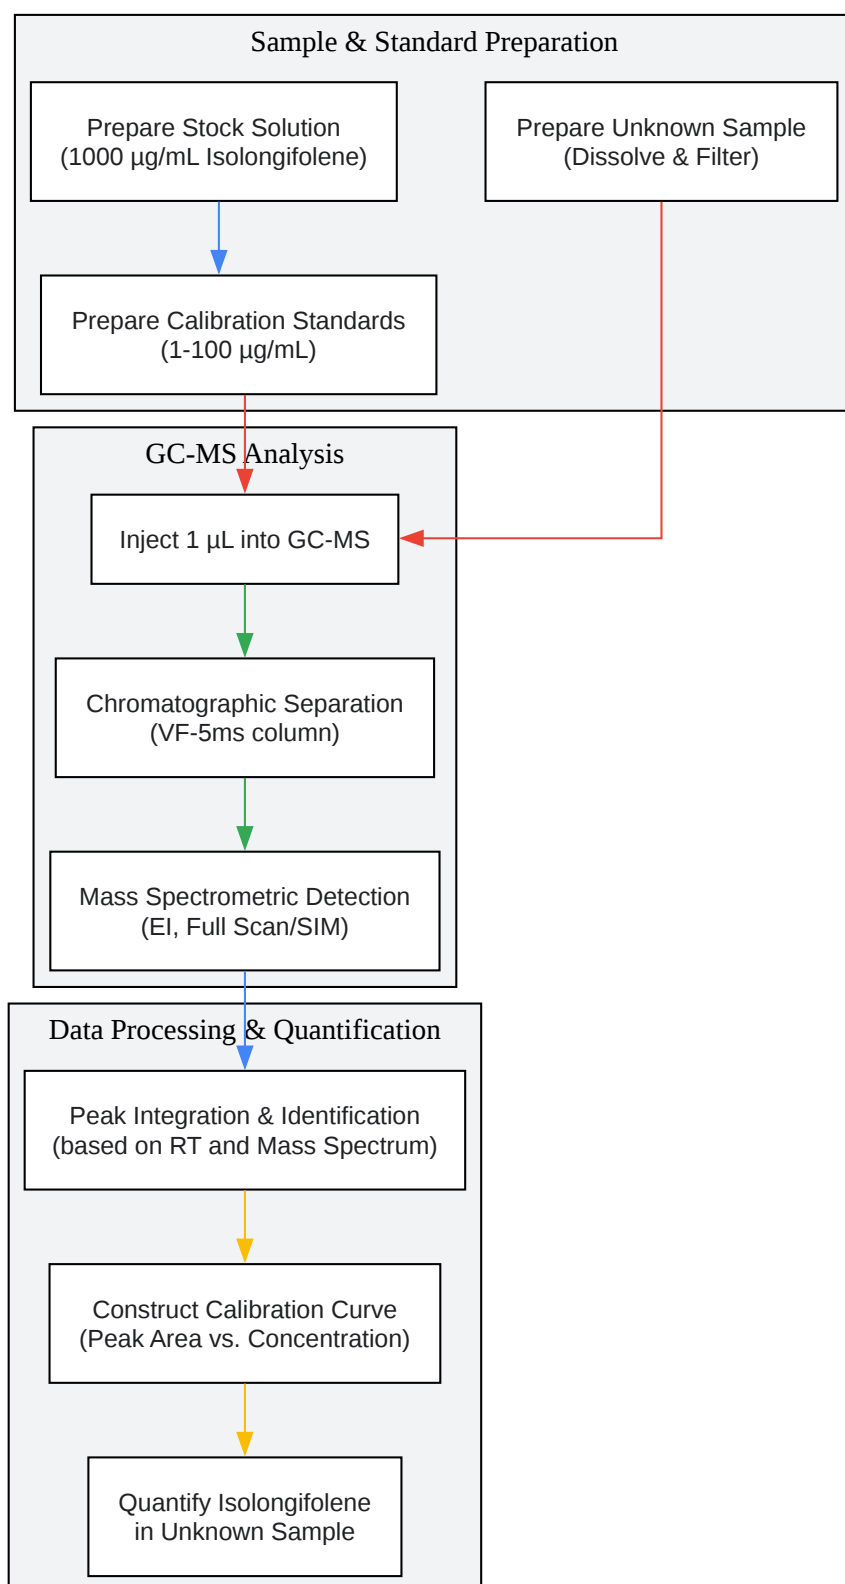 Sample & Standard Preparation
Prepare Stock Solution
(1000 µg/mL Isolongifolene)
Prepare Unknown Sample
(Dissolve & Filter)
Prepare Calibration Standards
(1-100 µg/mL)
GC-MS Analysis
Inject 1 µL into GC-MS
Chromatographic Separation
(VF-5ms column)
Mass Spectrometric Detection
(EI, Full Scan/SIM)
Data Processing & Quantification
Peak Integration & Identification
(based on RT and Mass Spectrum)
Construct Calibration Curve
(Peak Area vs. Concentration)
Quantify Isolongifolene
in Unknown Sample